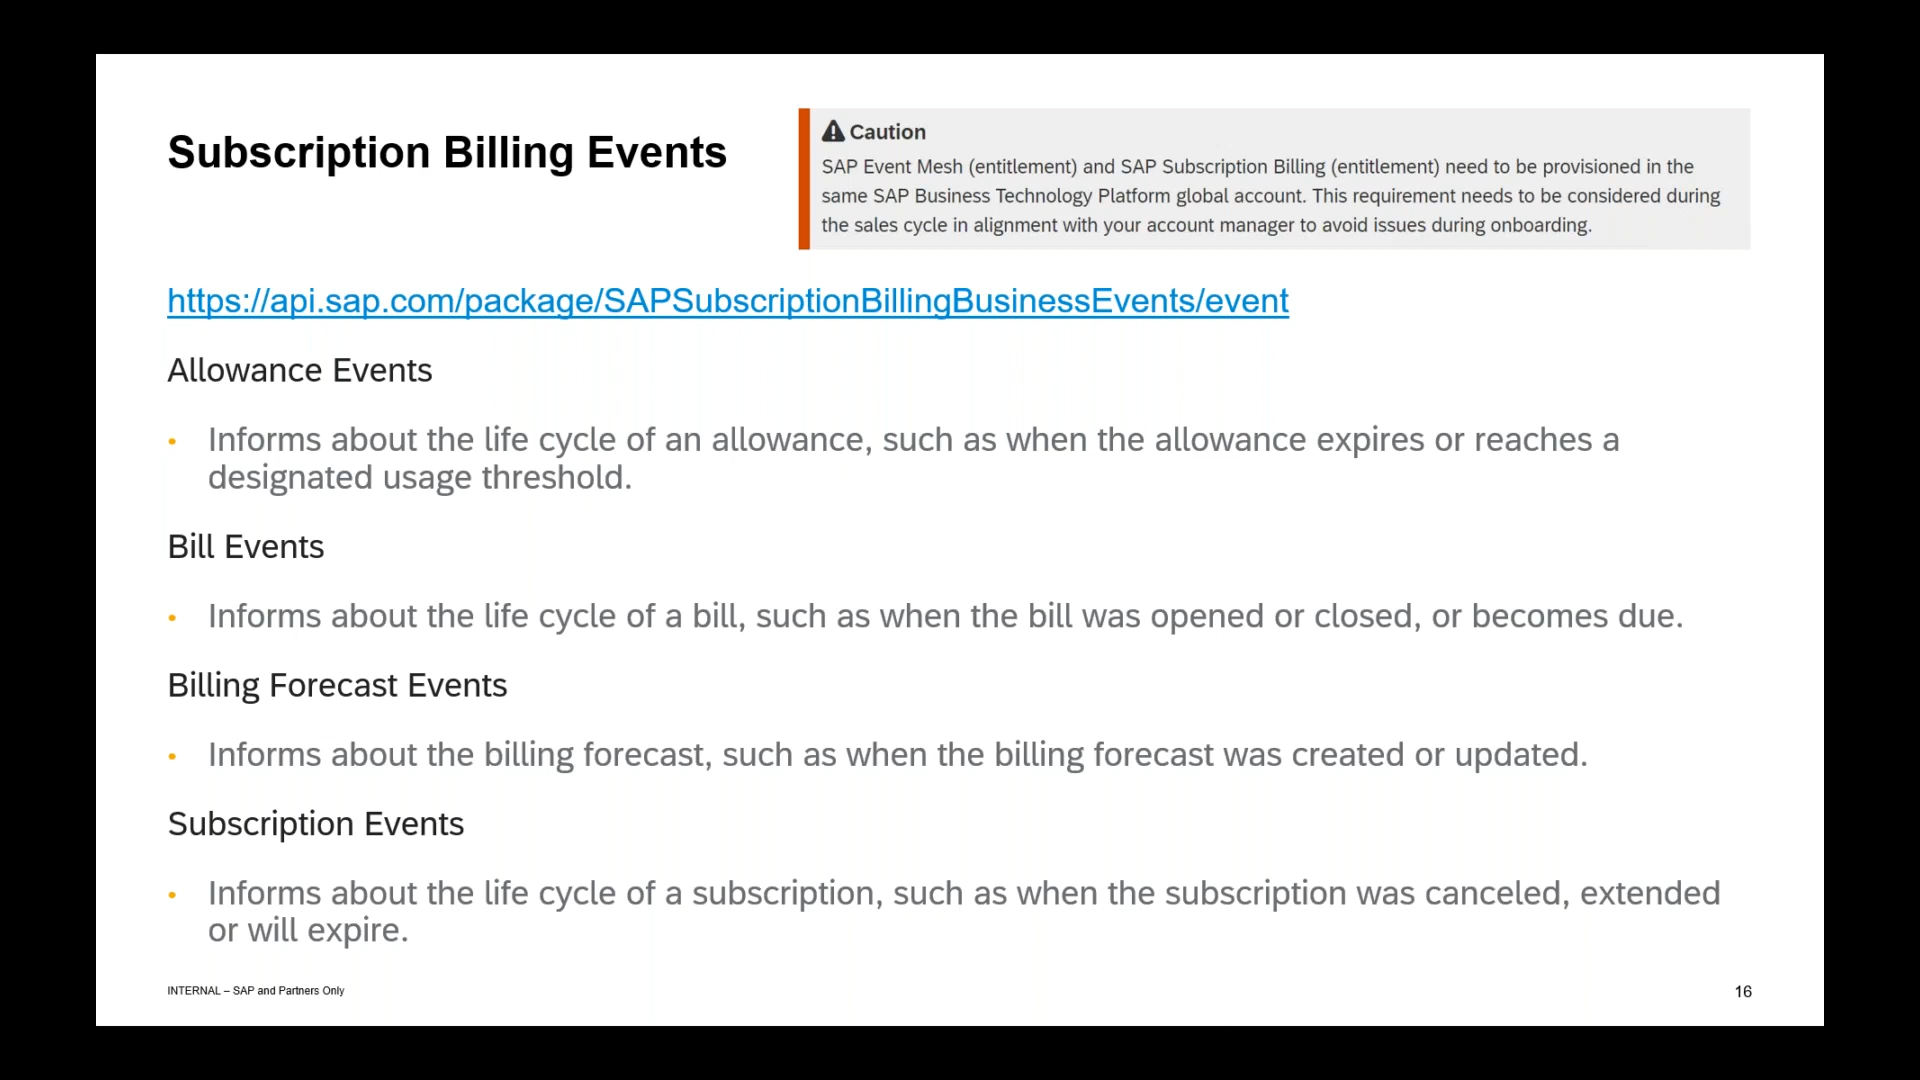 Subscription Billing Events
Caution
SAP Event Mesh (entitlement) and SAP Subscription Billing (entitlement) need to be provisioned in the
same SAP Business Technology Platform global account. This requirement needs to be considered during
the sales cycle in alignment with your account manager to avoid issues during onboarding.
https://api.sap.com/package/SAPSubscriptionBillingBusinessEvents/event
Allowance Events
• Informs about the life cycle of an allowance, such as when the allowance expires or reaches a
designated usage threshold.
Bill Events
• Informs about the life cycle of a bill, such as when the bill was opened or closed, or becomes due.
Billing Forecast Events
• Informs about the billing forecast, such as when the billing forecast was created or updated.
Subscription Events
• Informs about the life cycle of a subscription, such as when the subscription was canceled, extended
or will expire.
INTERNAL – SAP and Partners Only
16